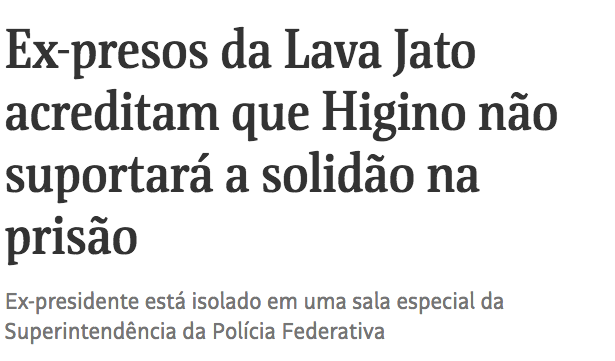 Ex-presos da Lava Jato
acreditam que Higino não
suportará a solidão na
prisão
Ex-presidente está isolado em uma sala especial da
Superintendência da Polícia Federativa